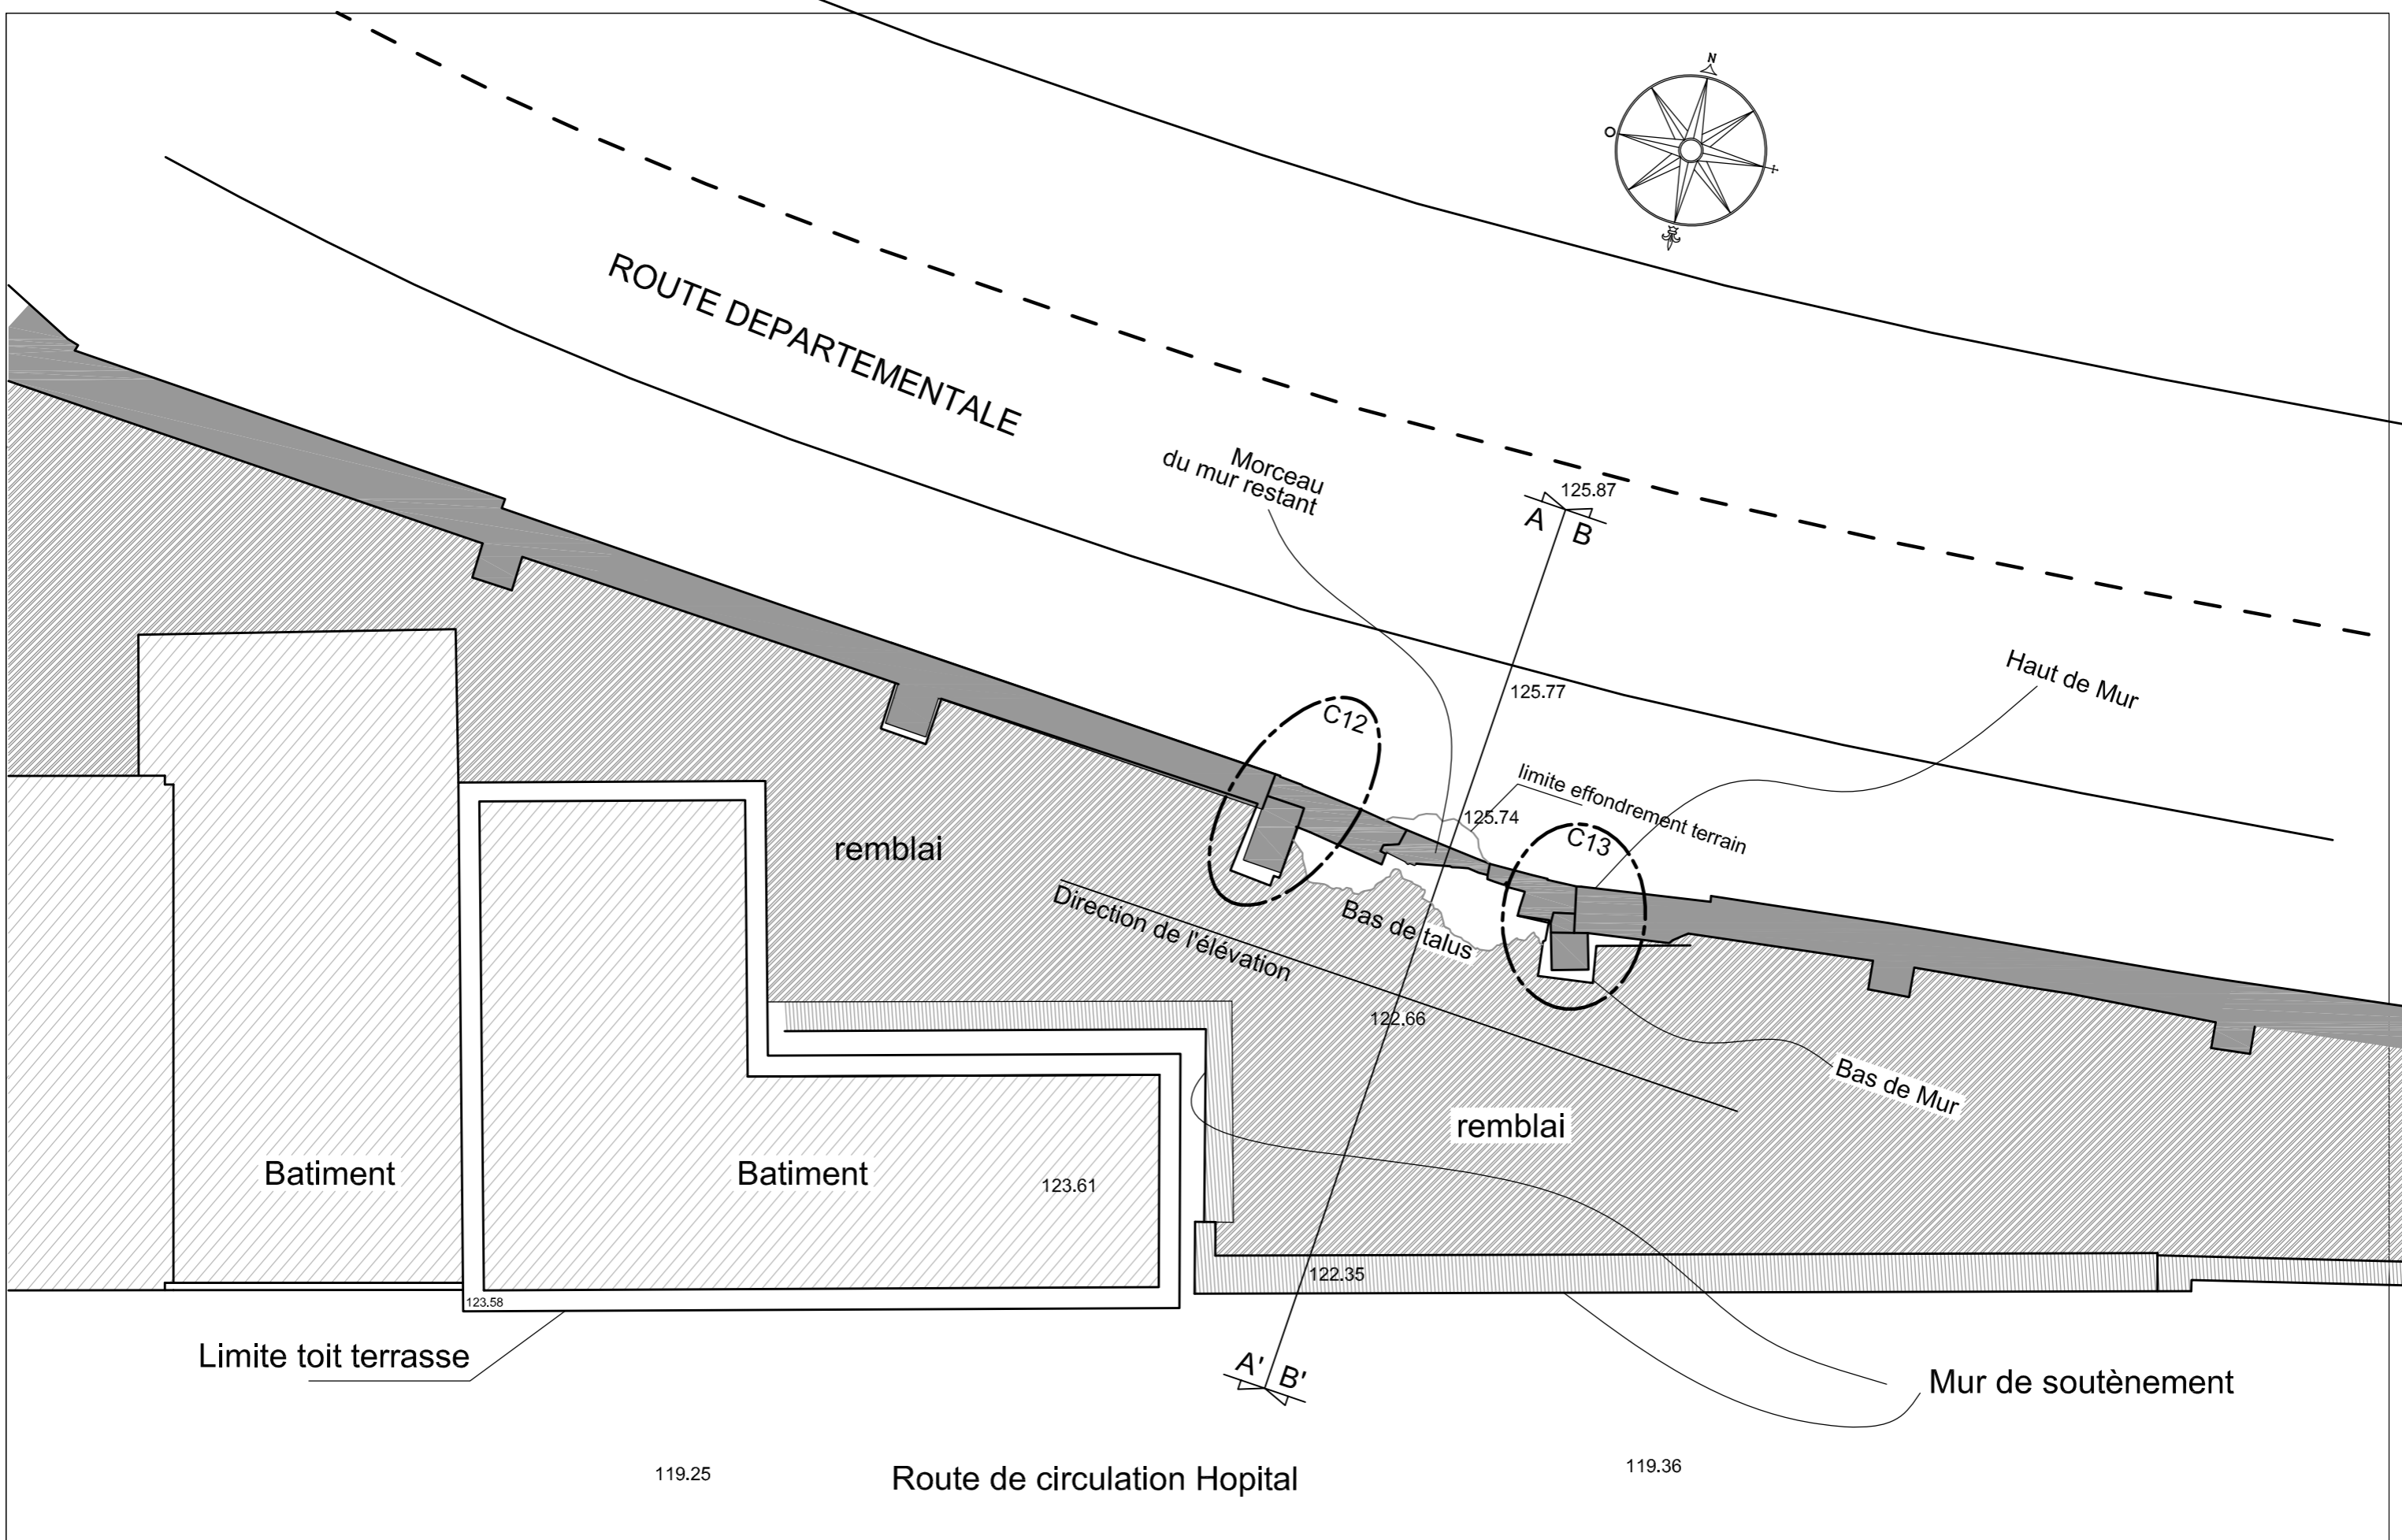 N
O
ROUTE DEPARTEMENTALE
Morceau
du mur restant
125.87
A
B
Haut de Mur
125.77
C12
limite effondrement terrain
125.74
C13
remblai
Direction de l'élévation
Bas de talus
122.66
Bas de Mur
remblai
Batiment
Batiment
123.61
122.35
123.58
Limite toit terrasse
A'
B'
Mur de soutènement
119.25
Route de circulation Hopital
119.36